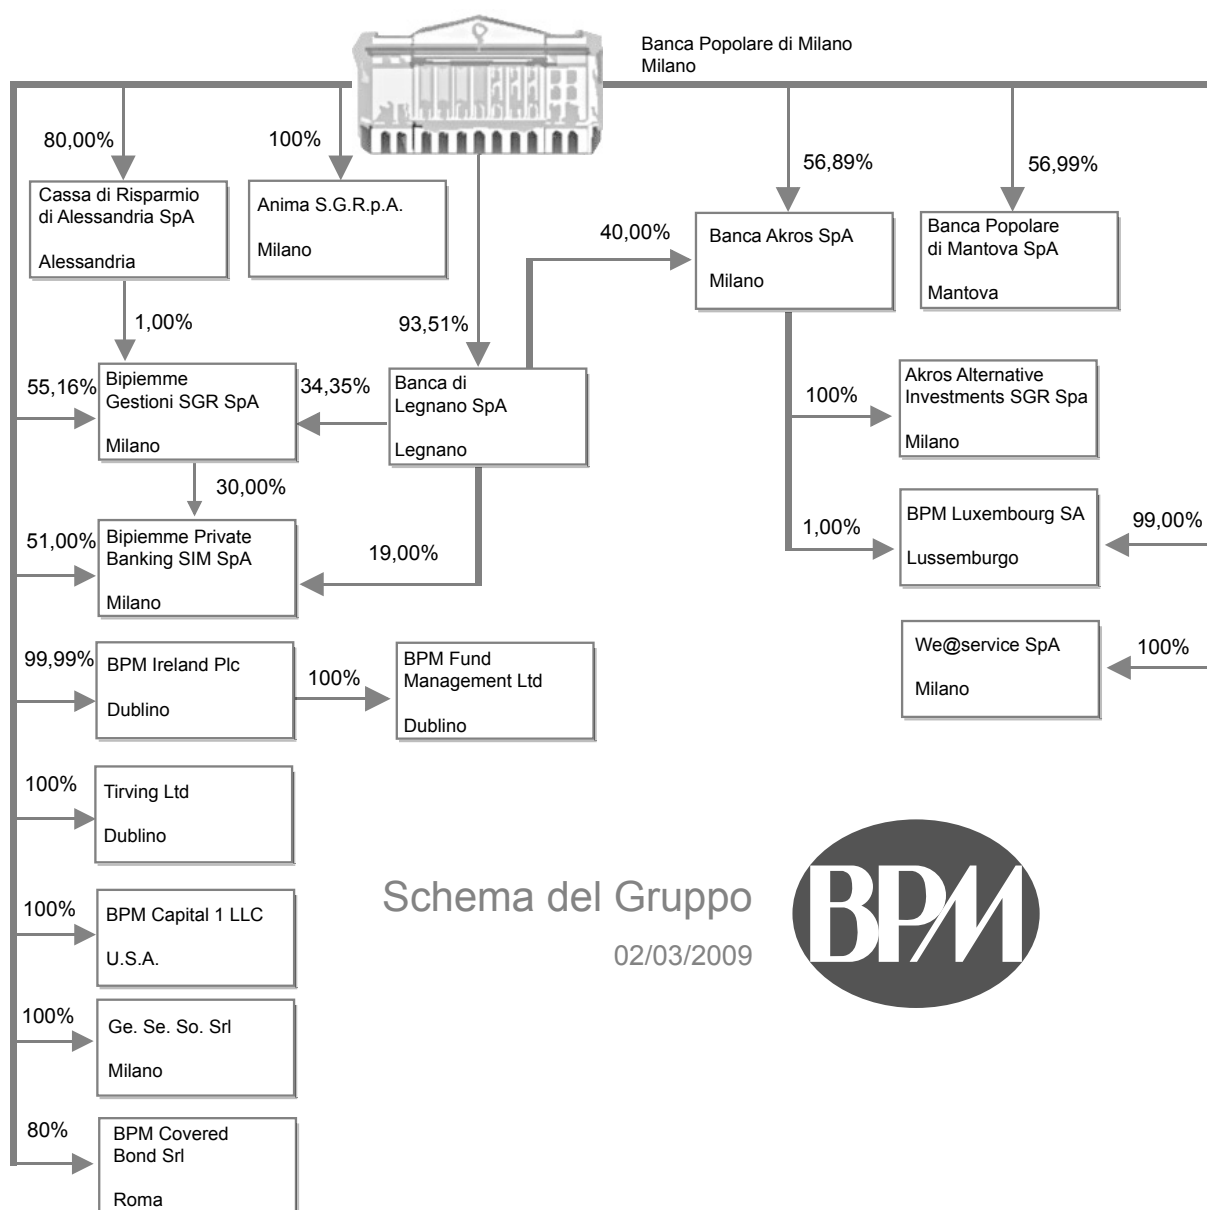 Banca Popolare di Milano
Milano
80,00%
100%
56,89%
56,99%
Cassa di Risparmio
di Alessandria SpA
Alessandria
Anima S.G.R.p.A.
Milano
40,00%
Banca Akros SpA
Milano
Banca Popolare
di Mantova SpA
Mantova
1,00%
93,51%
55,16%
Bipiemme
Gestioni SGR SpA
Milano
34,35%
Banca di
Legnano SpA
Legnano
100%
Akros Alternative
Investments SGR Spa
Milano
30,00%
51,00%
Bipiemme Private
Banking SIM SpA
Milano
19,00%
1,00%
BPM Luxembourg SA
Lussemburgo
99,00%
99,99%
BPM Ireland Plc
Dublino
100%
BPM Fund
Management Ltd
Dublino
We@service SpA
Milano
100%
100%
Tirving Ltd
Dublino
100%
BPM Capital 1 LLC
U.S.A.
Schema del Gruppo
02/03/2009
BPM
100%
Ge. Se. So. Srl
Milano
80%
BPM Covered
Bond Srl
Roma